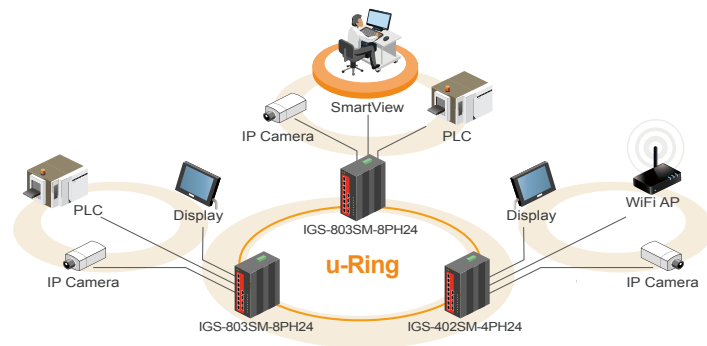 SmartView
IP Camera
PLC
PLC
Display
Display
WiFi AP
IGS-803SM-8PH24
u-Ring
IP Camera
IP Camera
IGS-803SM-8PH24
IGS-402SM-4PH24